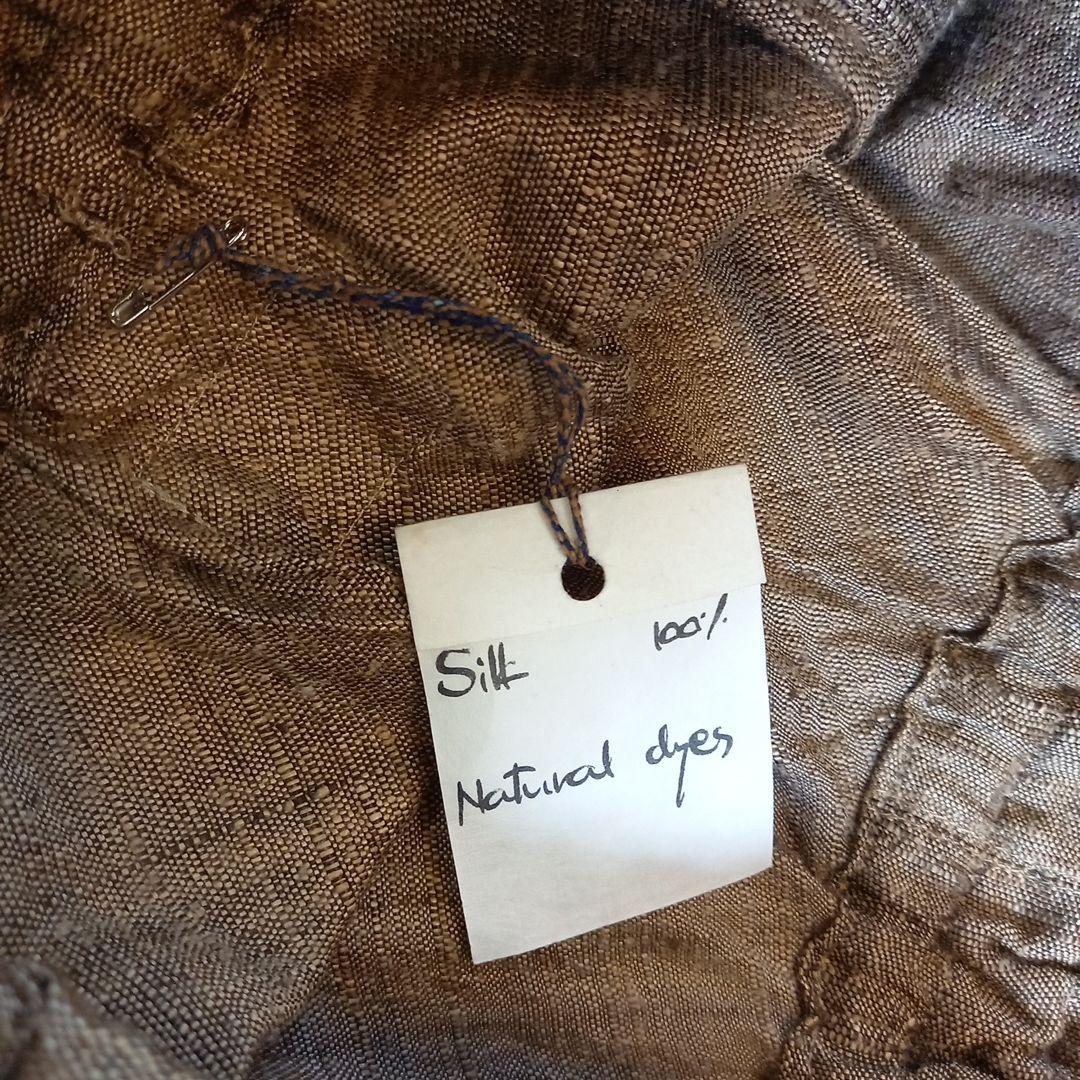 Silk 100%
Natural dyes